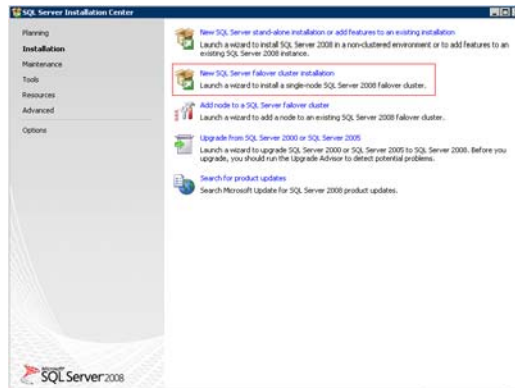 SQL Server Installation Center
Planning
Installation
Maintenance
Tools
Resources
Advanced
Options
New SQL Server stand-alone installation or add features to an existing installation
Launch a wizard to install SQL Server 2008 in a non-clustered environment or to add features to an
existing SQL Server 2008 instance.
New SQL Server failover cluster installation
Launch a wizard to install a single-node SQL Server 2008 failover cluster.
Add node to a SQL Server failover cluster
Launch a wizard to add a node to an existing SQL Server 2008 failover cluster.
Upgrade from SQL Server 2000 or SQL Server 2005
Launch a wizard to upgrade SQL Server 2000 or SQL Server 2005 to SQL Server 2008. Before you
upgrade, you should run the Upgrade Advisor to detect potential problems.
Search for product updates
Search Microsoft Update for SQL Server 2008 product updates.
Microsoft
SQL Server 2008